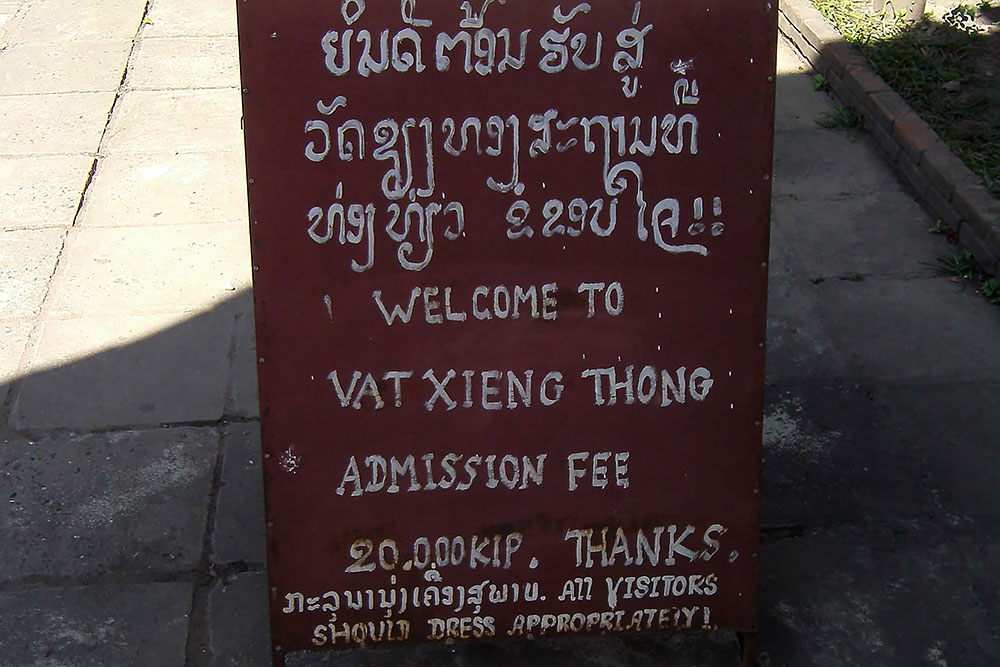 ຍິນດີຕ້ອນຮັບສູ່
ວັດຊຽງທອງສະຖານທີ່
ທ່ອງທ່ຽວ ຂໍຂອບໃຈ!!
WELCOME TO
VAT XIENG THONG
ADMISSION FEE
20.000KIP. THANKS.
ກະລຸນານຸ່ງເຄື່ອງສຸພາບ. All VISITORS
SHOULD DRESS APPROPRIATELY!.